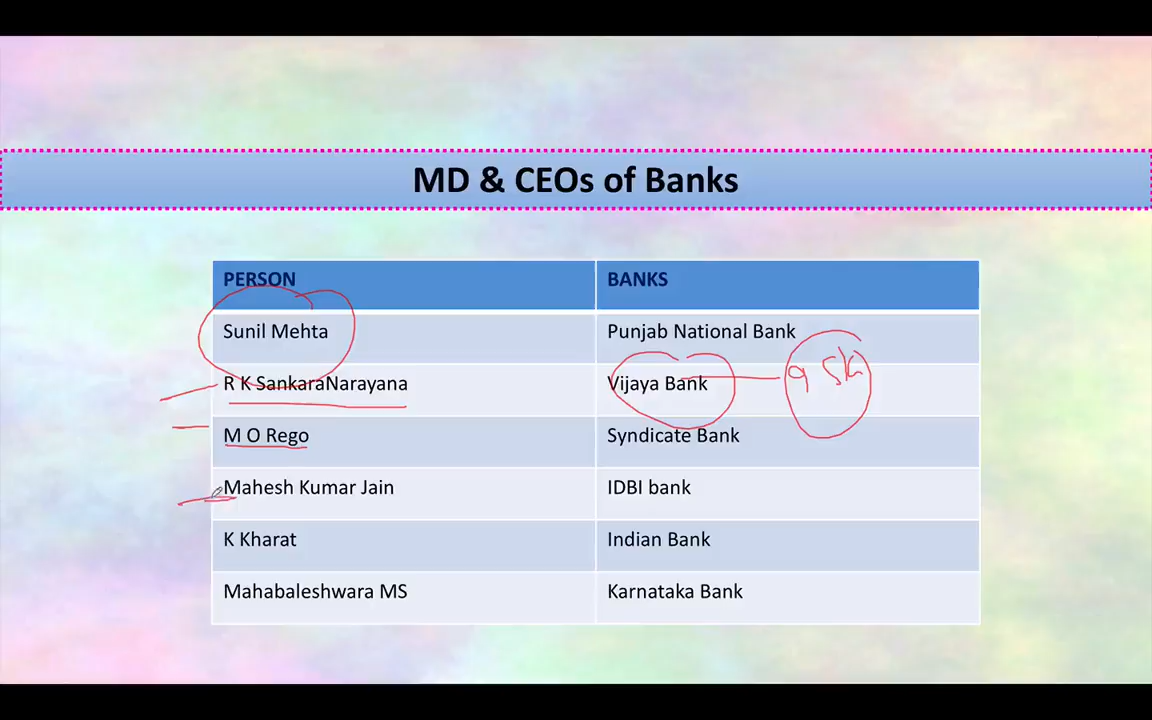 MD & CEOs of Banks
PERSON BANKS
Sunil Mehta Punjab National Bank
R K SankaraNarayana Vijaya Bank
M O Rego Syndicate Bank
Mahesh Kumar Jain IDBI bank
K Kharat Indian Bank
Mahabaleshwara MS Karnataka Bank